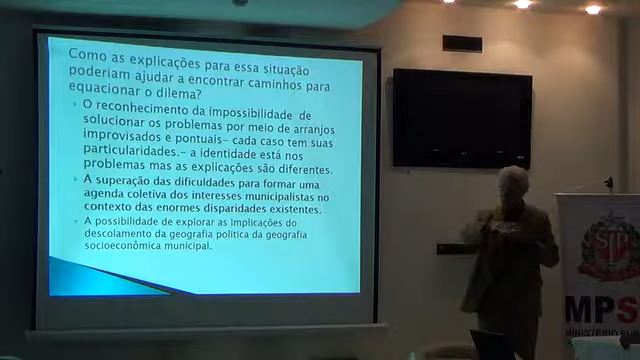 Como as explicações para essa situação
poderiam ajudar a encontrar caminhos para
equacionar o dilema?
O reconhecimento da impossibilidade de
solucionar os problemas por meio de arranjos
improvisados e pontuais- cada caso tem suas
particularidades.- a identidade está nos
problemas mas as explicações são diferentes.
A superação das dificuldades para formar uma
agenda coletiva dos interesses municipalistas no
contexto das enormes disparidades existentes.
A possibilidade de explorar as implicações do
descolamento da geografia política da geografia
socioeconômica municipal.
SP
MPS
MINISTÉRIO PÚB